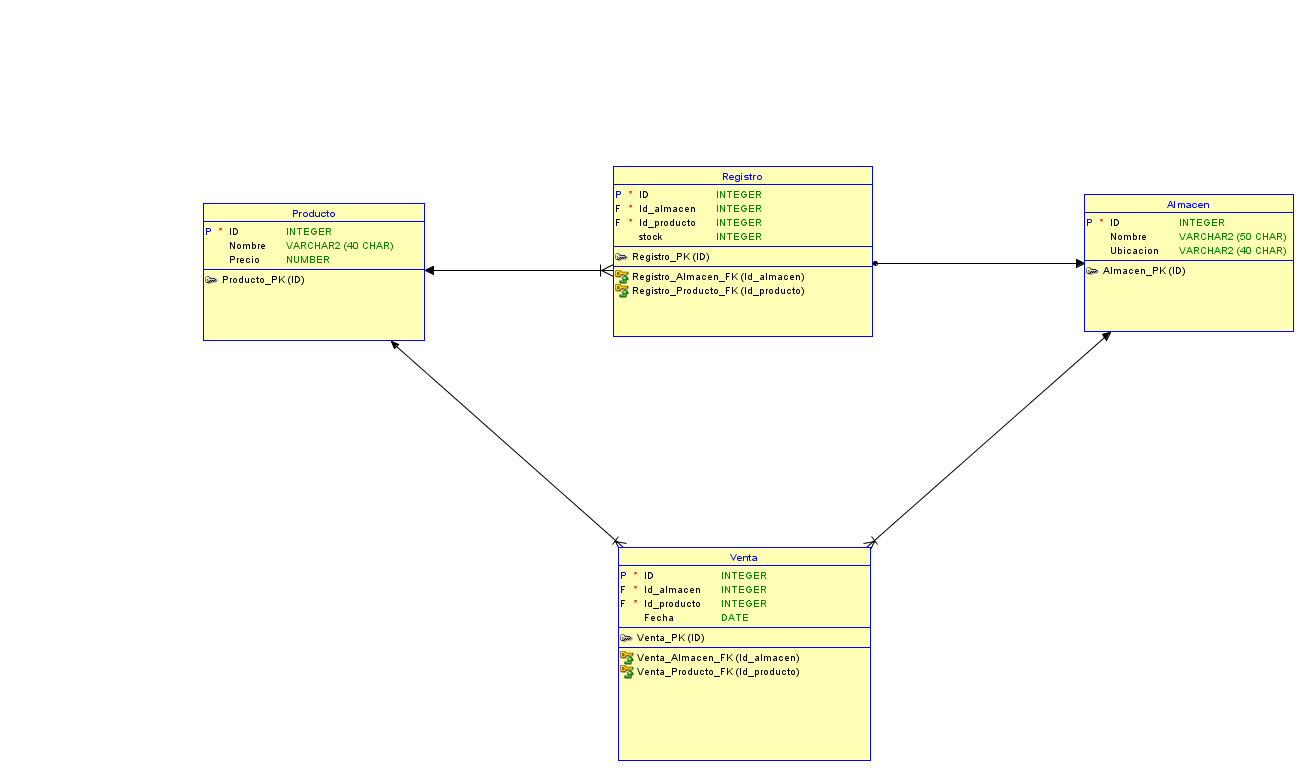 Producto
P * ID INTEGER
Nombre VARCHAR2 (40 CHAR)
Precio NUMBER
Producto_PK (ID)
Registro
P * ID INTEGER
F * Id_almacen INTEGER
F * Id_producto INTEGER
stock INTEGER
Registro_PK (ID)
Registro_Almacen_FK (Id_almacen)
Registro_Producto_FK (Id_producto)
Almacen
P * ID INTEGER
Nombre VARCHAR2 (50 CHAR)
Ubicacion VARCHAR2 (40 CHAR)
Almacen_PK (ID)
Venta
P * ID INTEGER
F * Id_almacen INTEGER
F * Id_producto INTEGER
Fecha DATE
Venta_PK (ID)
Venta_Almacen_FK (Id_almacen)
Venta_Producto_FK (Id_producto)